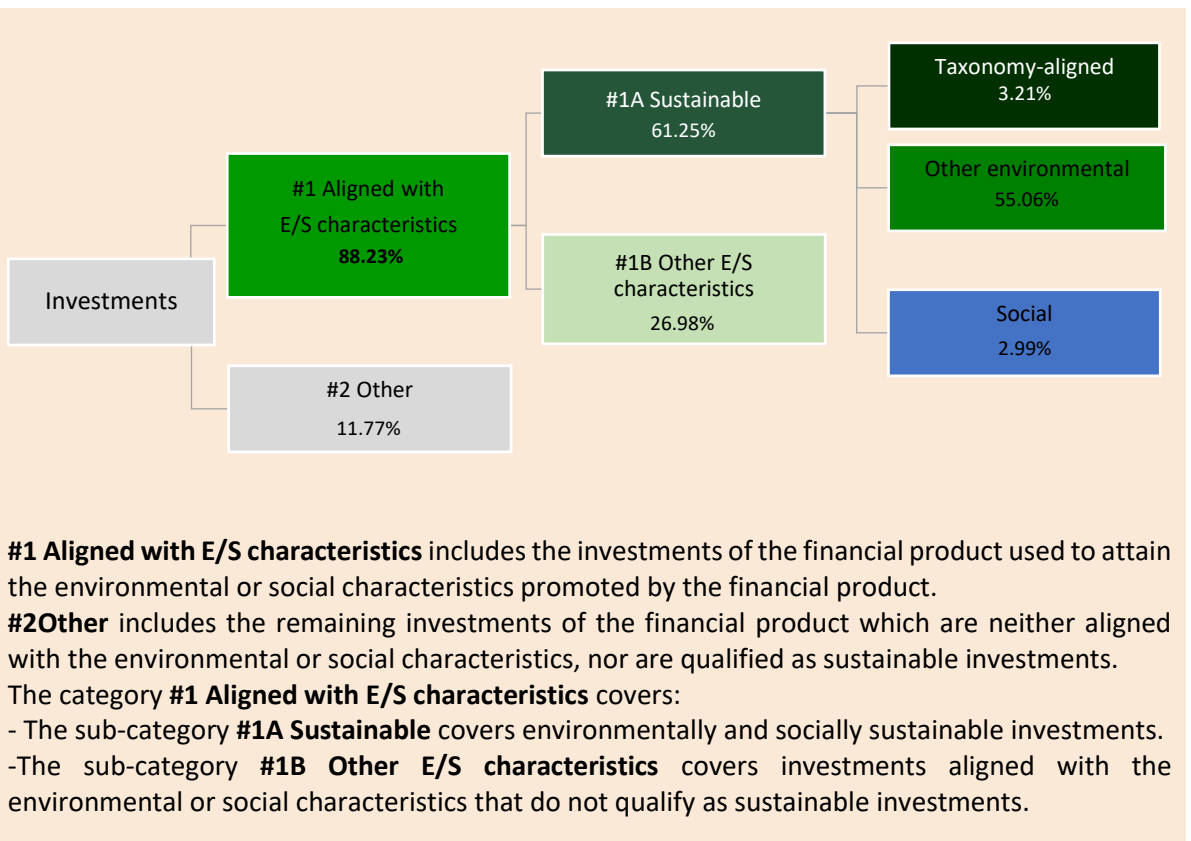 Taxonomy-aligned
3.21%
#1A Sustainable
61.25%
Other environmental
55.06%
#1 Aligned with
E/S characteristics
88.23%
#1B Other E/S
characteristics
26.98%
Investments
Social
2.99%
#2 Other
11.77%
#1 Aligned with E/S characteristics includes the investments of the financial product used to attain
the environmental or social characteristics promoted by the financial product.
#2Other includes the remaining investments of the financial product which are neither aligned
with the environmental or social characteristics, nor are qualified as sustainable investments.
The category #1 Aligned with E/S characteristics covers:
- The sub-category #1A Sustainable covers environmentally and socially sustainable investments.
-The sub-category #1B Other E/S characteristics covers investments aligned with the
environmental or social characteristics that do not qualify as sustainable investments.